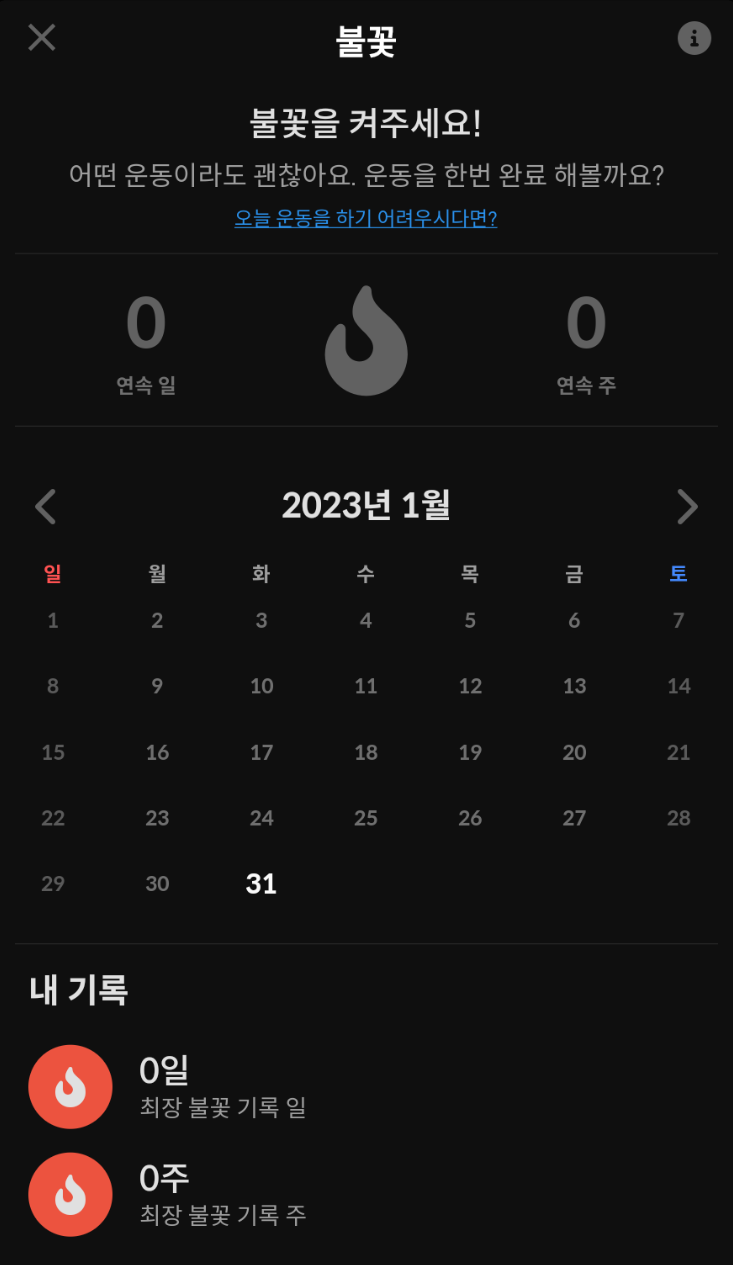 불꽃
불꽃을 켜주세요!
어떤 운동이라도 괜찮아요. 운동을 한번 완료 해볼까요?
오늘 운동을 하기 어려우시다면?
0 0
연속 일 연속 주
2023년 1월
일 월 화 수 목 금 토
1 2 3 4 5 6 7
8 9 10 11 12 13 14
15 16 17 18 19 20 21
22 23 24 25 26 27 28
29 30 31
내 기록
0일
최장 불꽃 기록 일
0주
최장 불꽃 기록 주